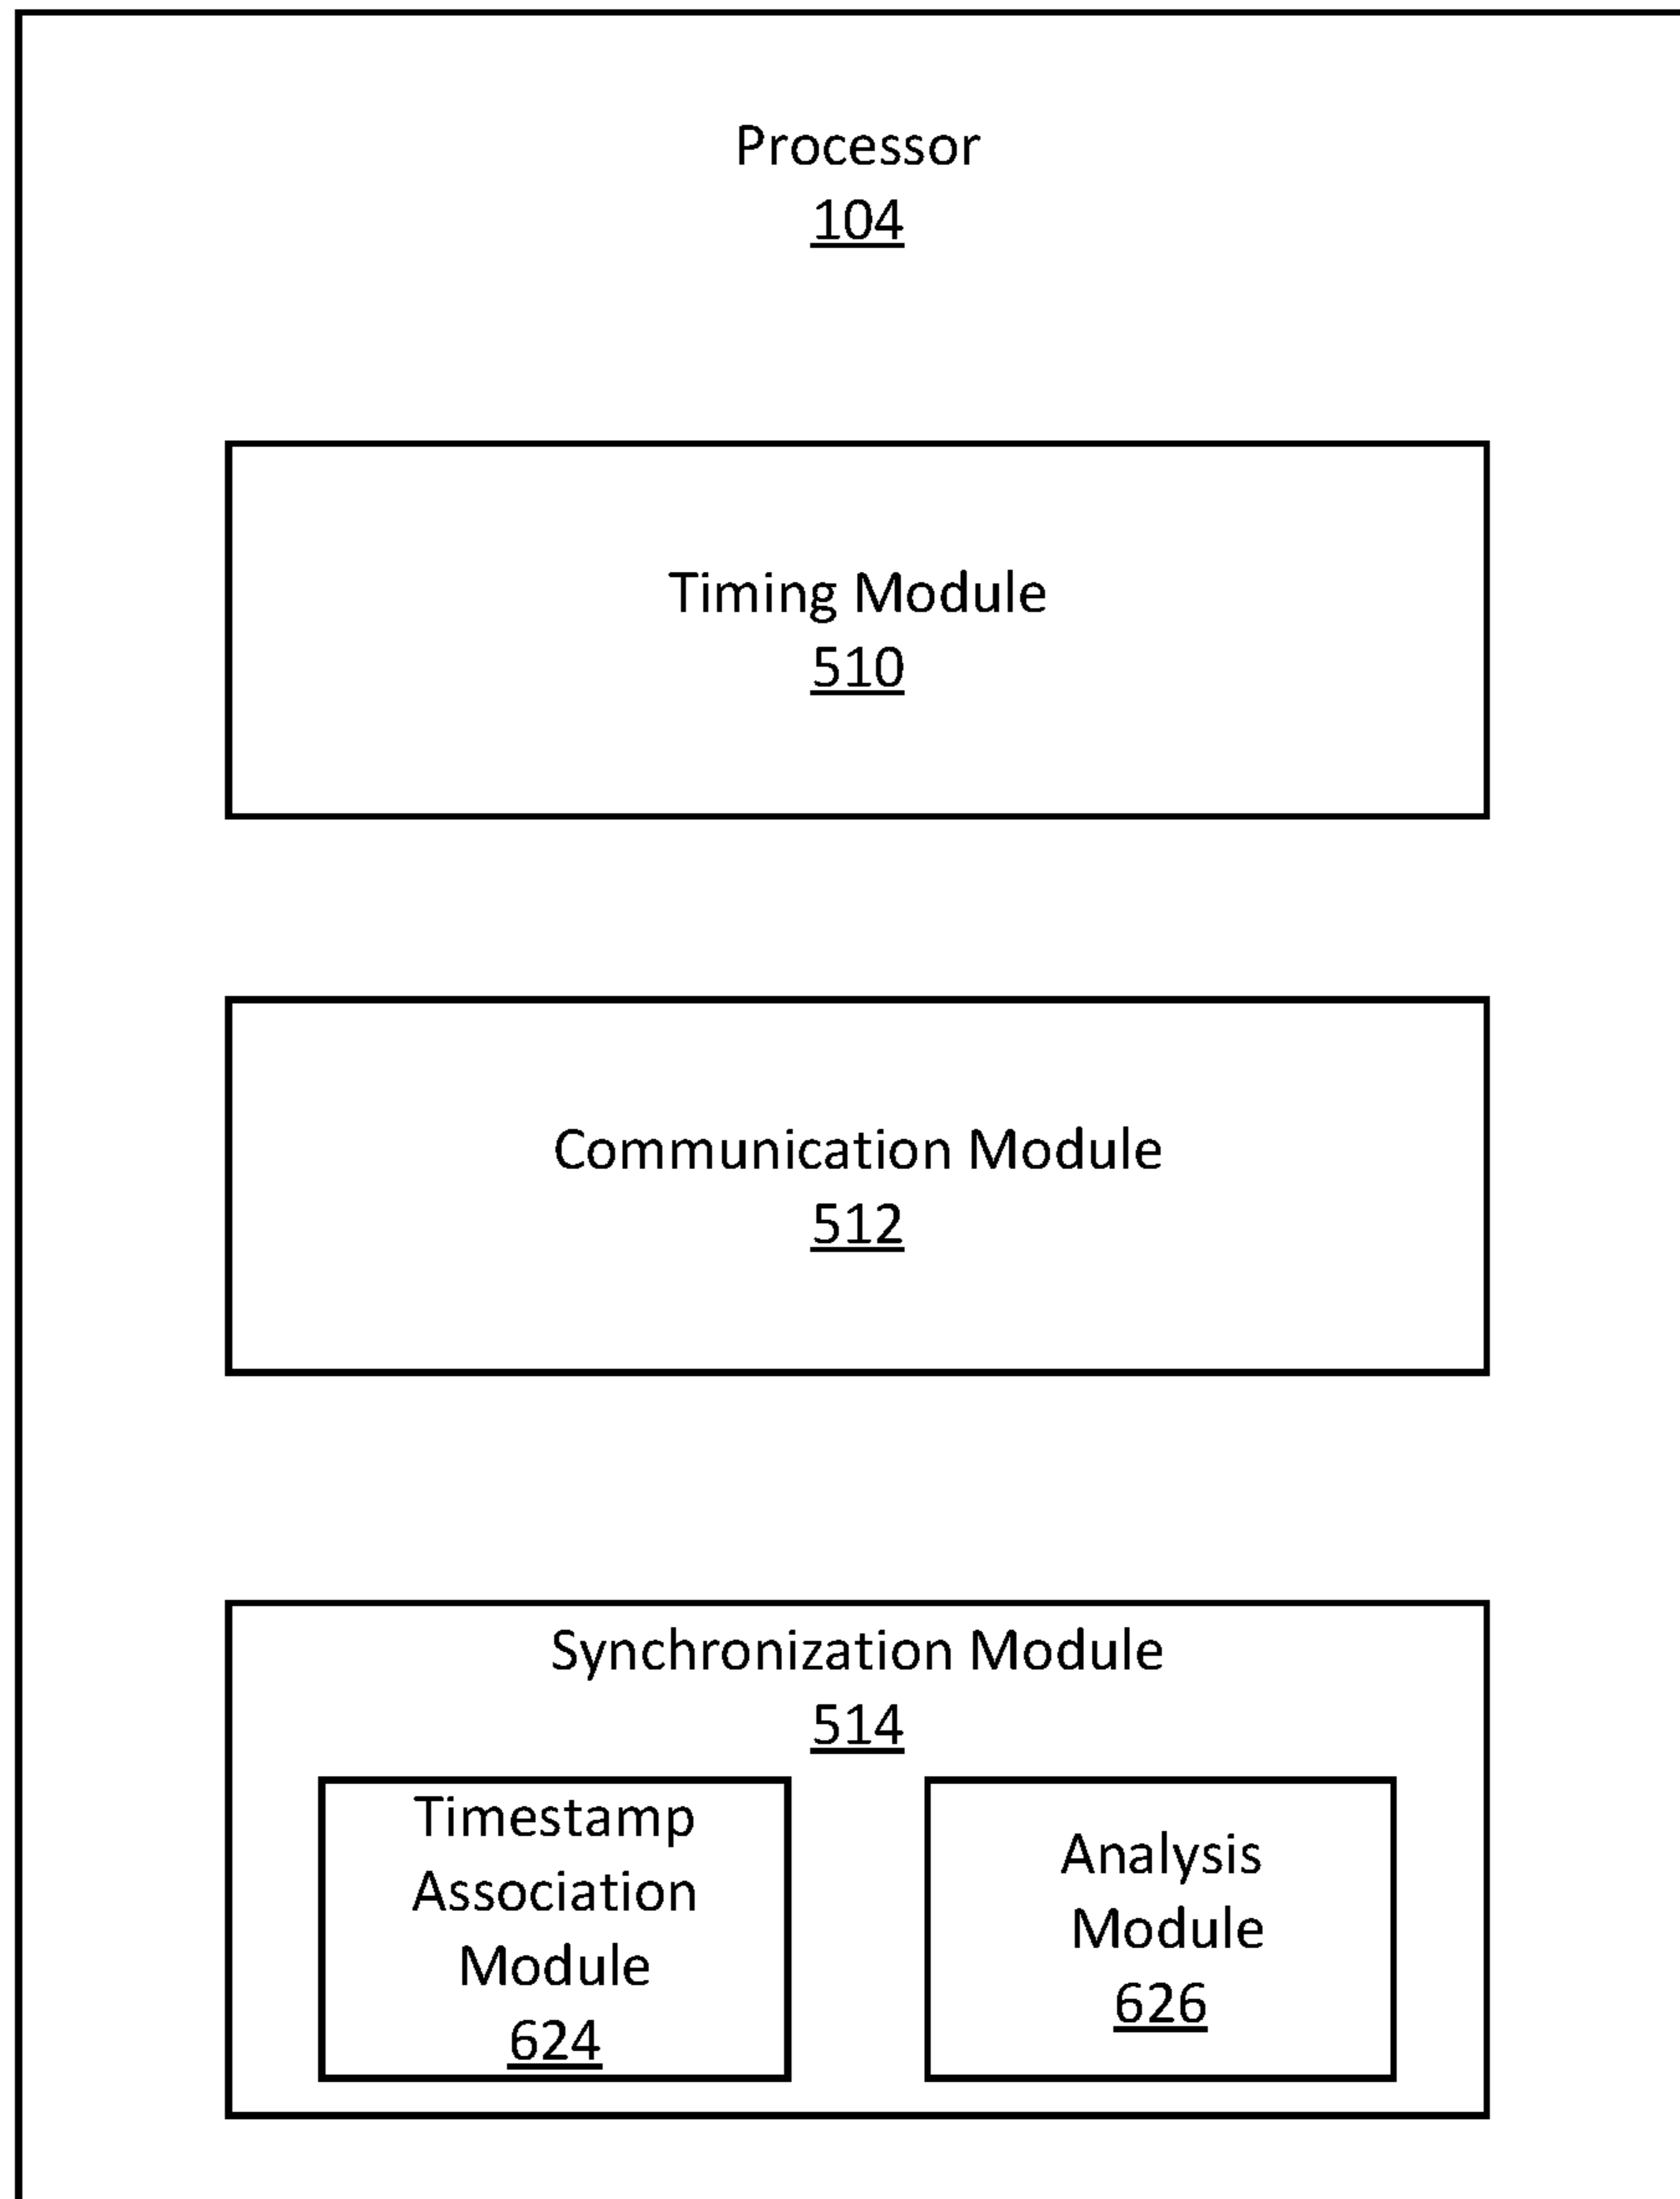 Processor
104
Timing Module
510
Communication Module
512
Synchronization Module
514
Timestamp
Association
Module
624
Analysis
Module
626